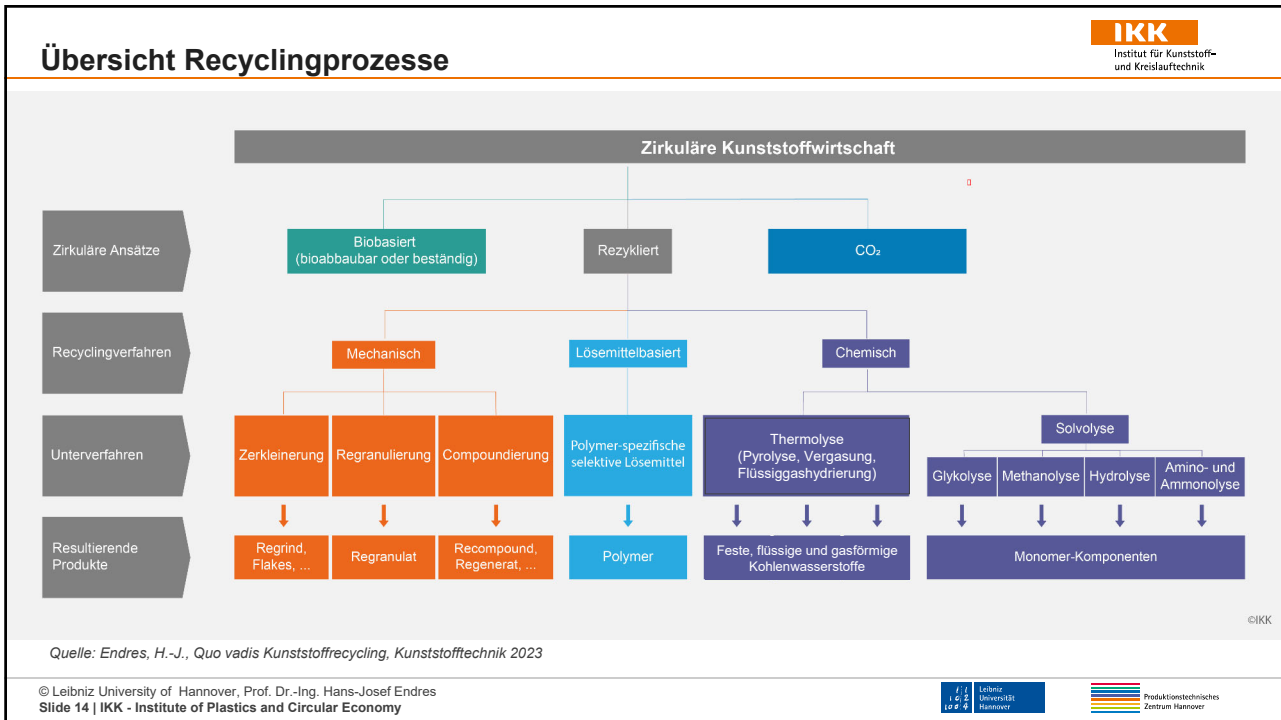 Übersicht Recyclingprozesse
IKK
Institut für Kunststoff-
und Kreislauftechnik
Zirkuläre Kunststoffwirtschaft
Zirkuläre Ansätze
Biobasiert
(bioabbaubar oder beständig)
Rezykliert
CO₂
Recyclingverfahren
Mechanisch
Lösemittelbasiert
Chemisch
Unterverfahren
Zerkleinerung
Regranulierung
Compoundierung
Polymer-spezifische
selektive Lösemittel
Thermolyse
(Pyrolyse, Vergasung,
Flüssiggashydrierung)
Solvolyse
Glykolyse
Methanolyse
Hydrolyse
Amino- und
Ammonolyse
Resultierende
Produkte
Regrind,
Flakes, ...
Regranulat
Recompound,
Regenerat, ...
Polymer
Feste, flüssige und gasförmige
Kohlenwasserstoffe
Monomer-Komponenten
©IKK
Quelle: Endres, H.-J., Quo vadis Kunststoffrecycling, Kunststofftechnik 2023
© Leibniz University of Hannover, Prof. Dr.-Ing. Hans-Josef Endres
Slide 14 | IKK - Institute of Plastics and Circular Economy
Leibniz
Universität
Hannover
Produktionstechnisches
Zentrum Hannover